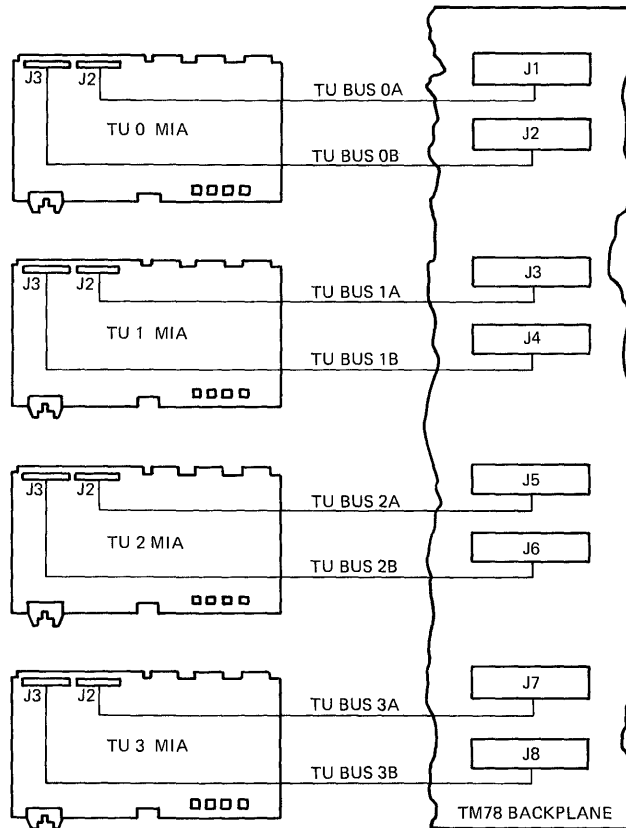 J3 J2 TU BUS 0A J1
TU 0 MIA TU BUS 0B J2
J3 J2 TU BUS 1A J3
TU 1 MIA TU BUS 1B J4
J3 J2 TU BUS 2A J5
TU 2 MIA TU BUS 2B J6
J3 J2 TU BUS 3A J7
TU 3 MIA TU BUS 3B J8
TM78 BACKPLANE